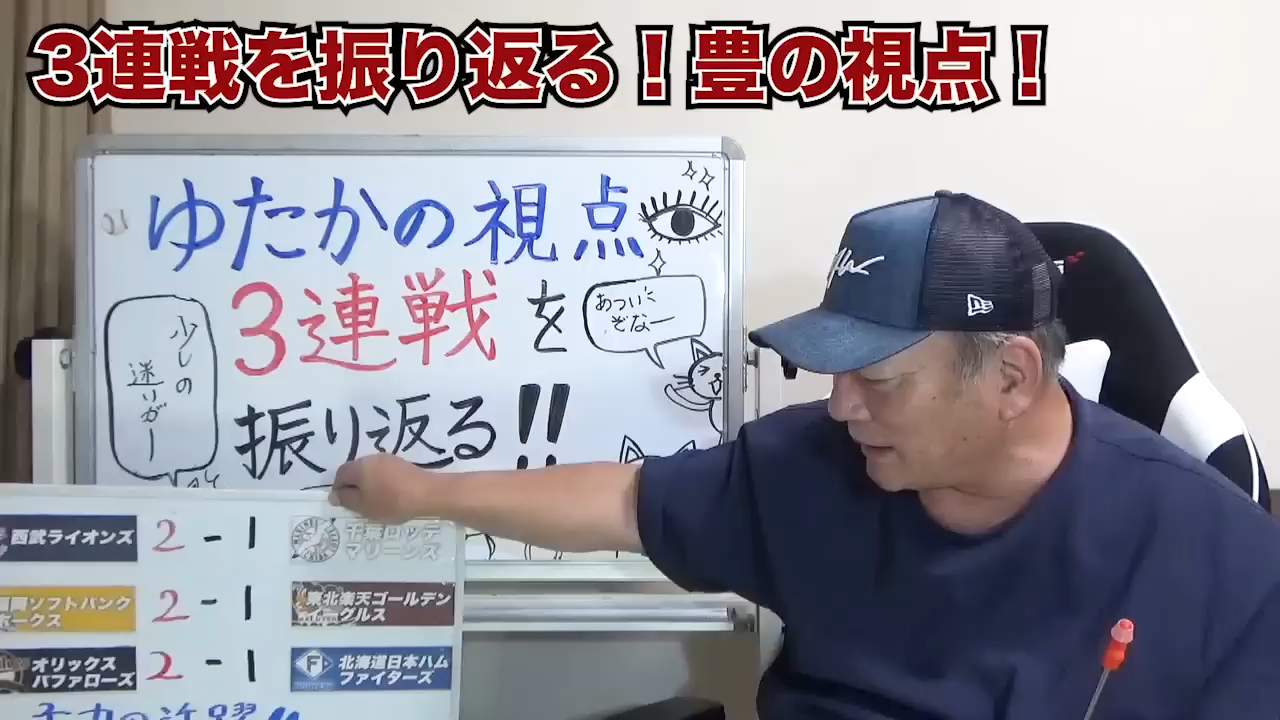 3連戦を振り返る！豊の視点！
ゆたかの視点
3連戦を
振り返る!!
あついぞなー
少しの
迷りガー
西武ライオンズ 2 - 1 千葉ロッテ
マリーンズ
ソフトバンク
ホークス 2 - 1 東北楽天ゴールデン
イーグルス
オリックス
バファローズ 2 - 1 北海道日本ハム
ファイターズ